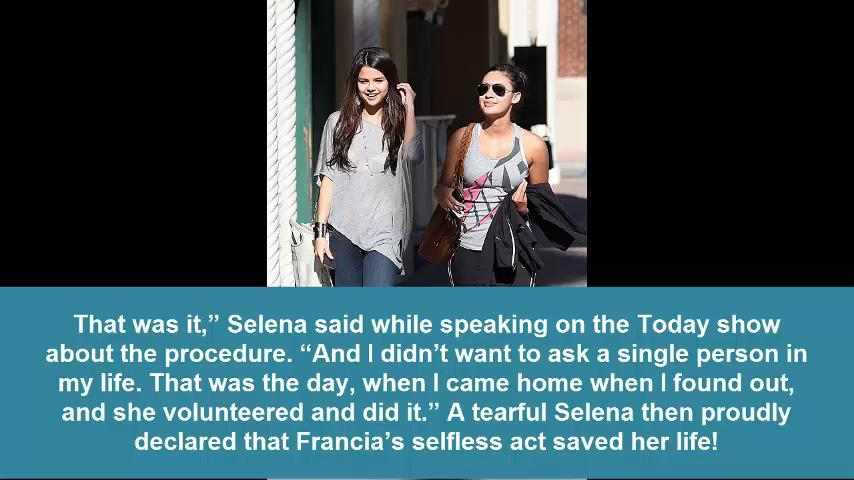 That was it,” Selena said while speaking on the Today show
about the procedure. “And I didn’t want to ask a single person in
my life. That was the day, when I came home when I found out,
and she volunteered and did it.” A tearful Selena then proudly
declared that Francia’s selfless act saved her life!